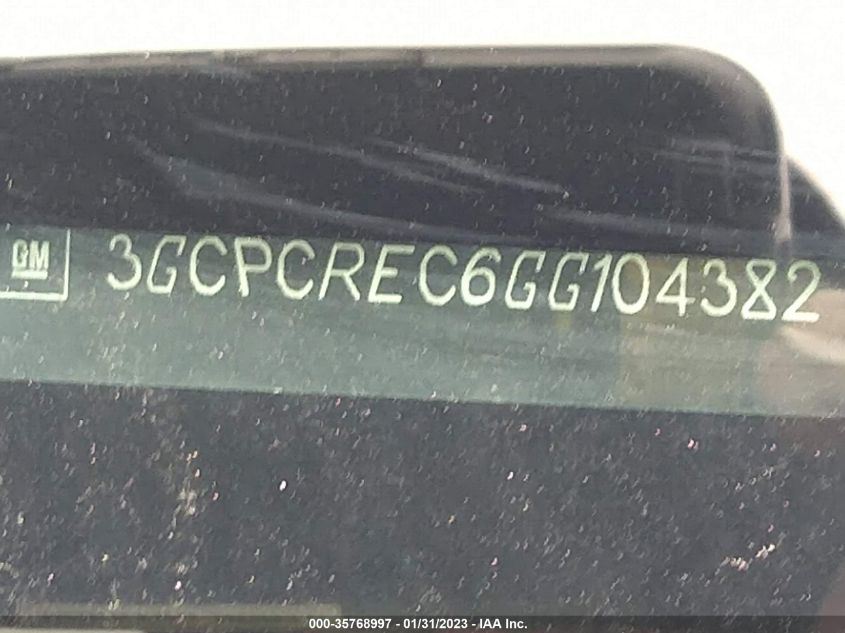 GM 3GCPCREC6GG104382
000-35768997 - 01/31/2023 - IAA Inc.